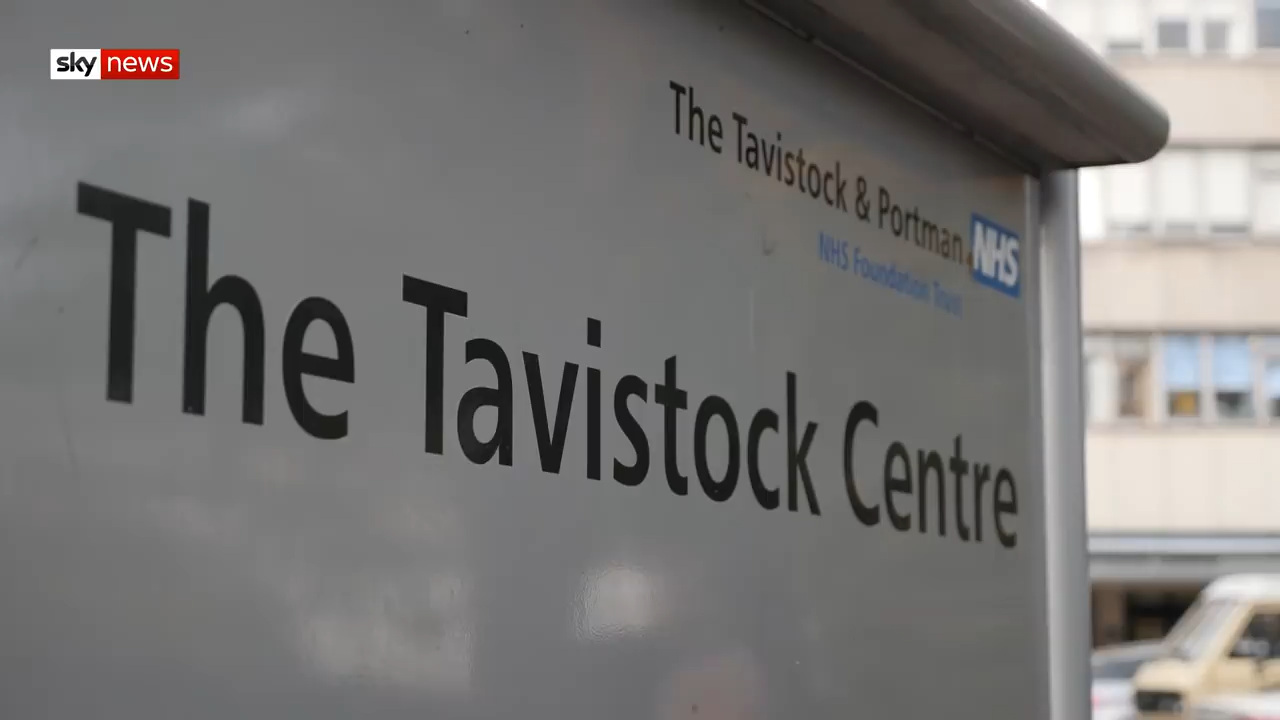 sky news
The Tavistock & Portman NHS
NHS Foundation Trust
The Tavistock Centre